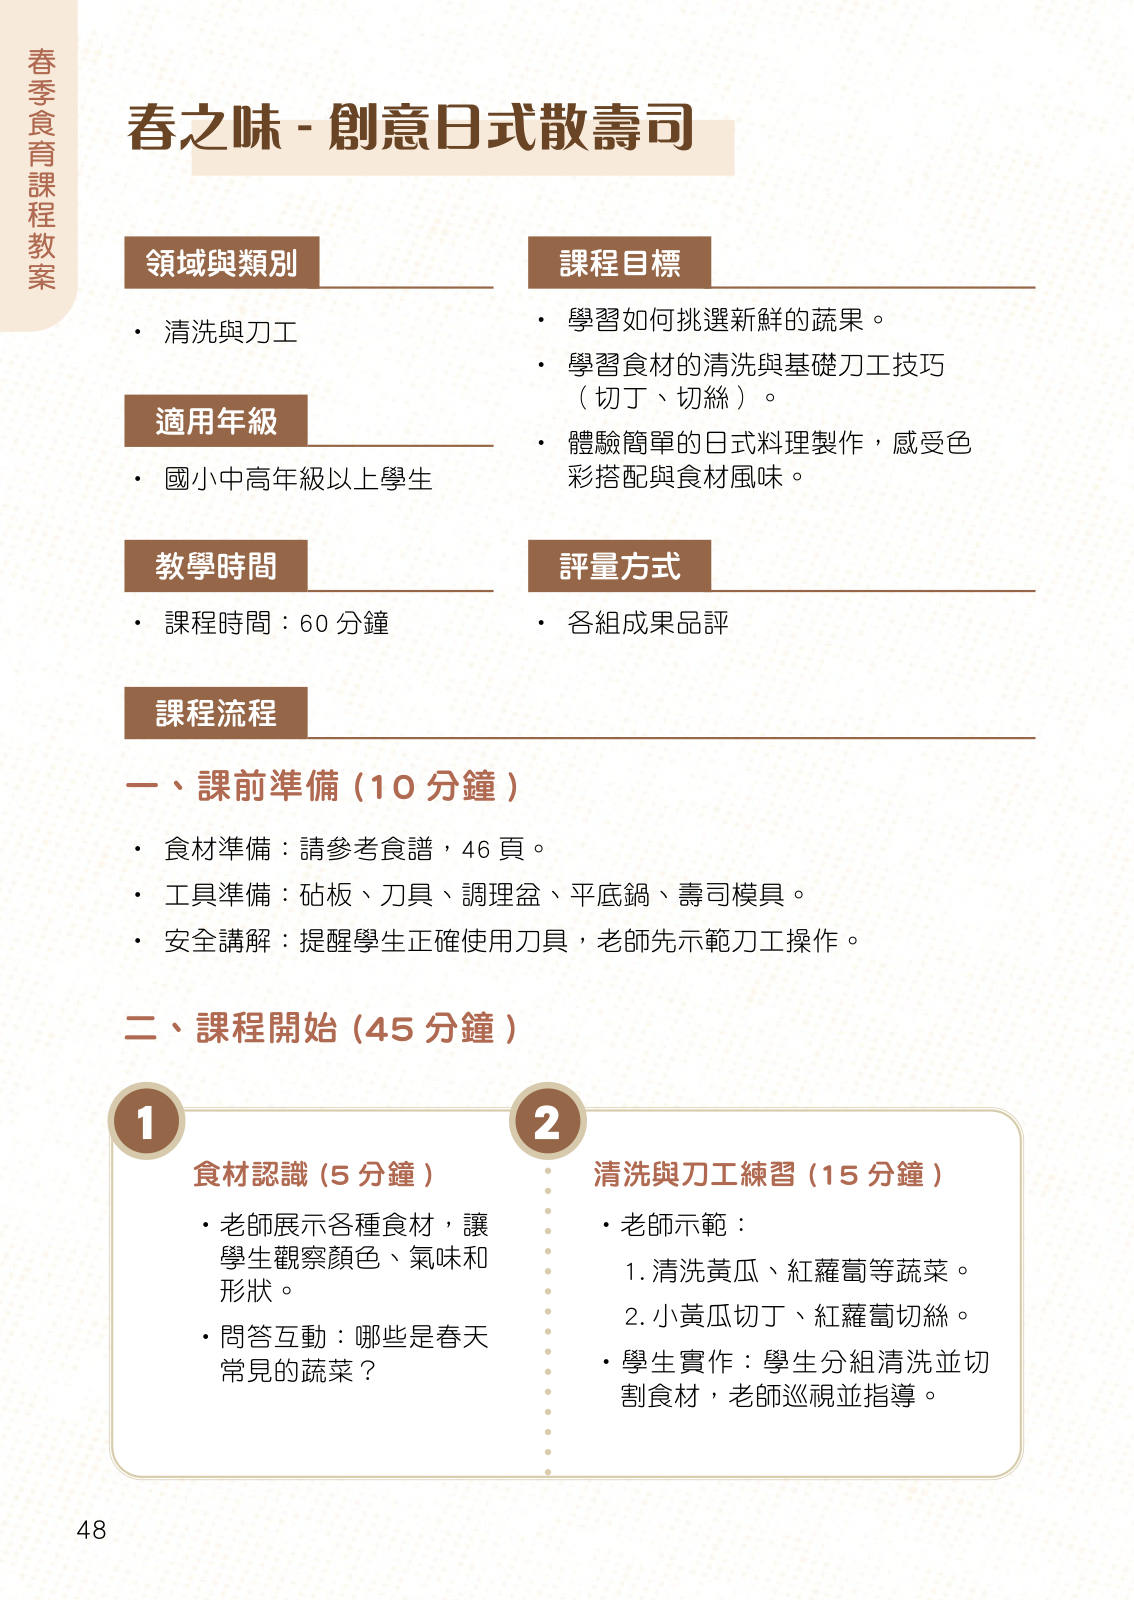 春季食育課程教案
春之味 - 創意日式散壽司
領域與類別
• 清洗與刀工
適用年級
• 國小中高年級以上學生
教學時間
• 課程時間：60 分鐘
課程目標
• 學習如何挑選新鮮的蔬果。
• 學習食材的清洗與基礎刀工技巧
（切丁、切絲）。
• 體驗簡單的日式料理製作，感受色
彩搭配與食材風味。
評量方式
• 各組成果品評
課程流程
一、課前準備 (10 分鐘 )
• 食材準備：請參考食譜，46 頁。
• 工具準備：砧板、刀具、調理盆、平底鍋、壽司模具。
• 安全講解：提醒學生正確使用刀具，老師先示範刀工操作。
二、課程開始 (45 分鐘 )
1
食材認識 (5 分鐘 )
• 老師展示各種食材，讓
學生觀察顏色、氣味和
形狀。
• 問答互動：哪些是春天
常見的蔬菜？
2
清洗與刀工練習 (15 分鐘 )
• 老師示範：
1. 清洗黃瓜、紅蘿蔔等蔬菜。
2. 小黃瓜切丁、紅蘿蔔切絲。
• 學生實作：學生分組清洗並切
割食材，老師巡視並指導。
48